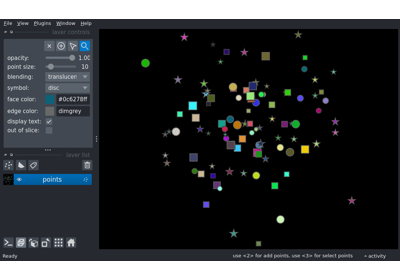 File View Plugins Window Help
layer controls
opacity: 1.00
point size: 10
blending: translucen
symbol: disc
face color: #0c6278ff
edge color: dimgrey
display text:
out of slice:
layer list
points
Ready
use <2> for add points, use <3> for select points
activity